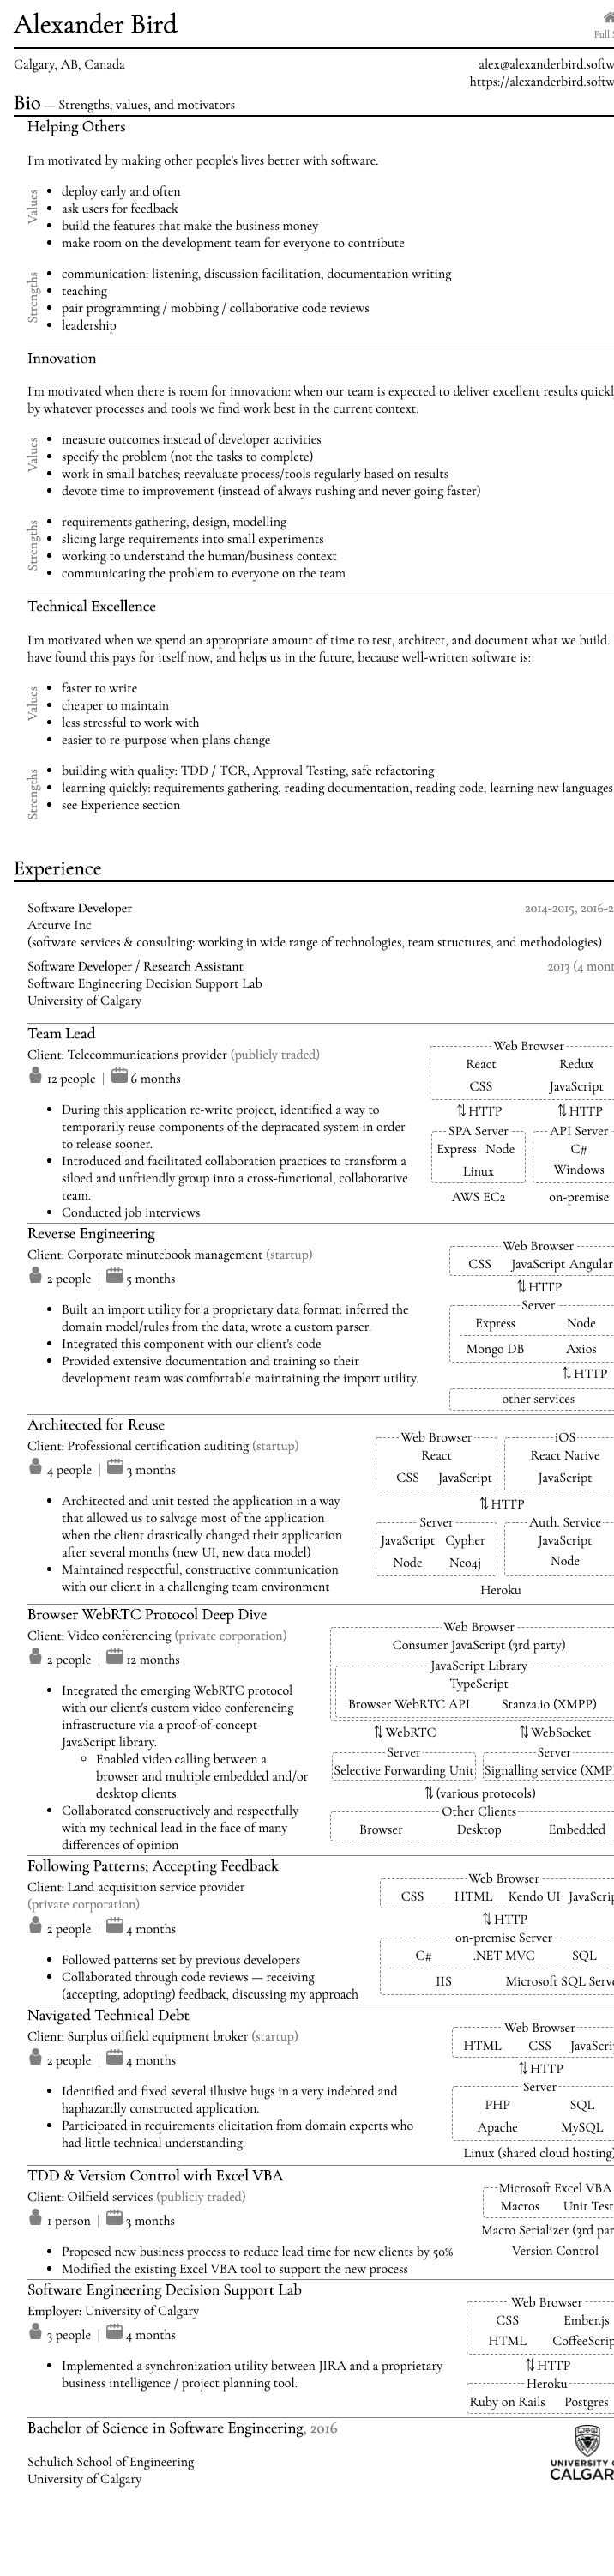 Alexander Bird
Full
Calgary, AB, Canada
alex@alexanderbird.softw
https://alexanderbird.softw
Bio — Strengths, values, and motivators
Helping Others
I'm motivated by making other people's lives better with software.
Values
• deploy early and often
• ask users for feedback
• build the features that make the business money
• make room on the development team for everyone to contribute
Strengths
• communication: listening, discussion facilitation, documentation writing
• teaching
• pair programming / mobbing / collaborative code reviews
• leadership
Innovation
I'm motivated when there is room for innovation: when our team is expected to deliver excellent results quickl
by whatever processes and tools we find work best in the current context.
Values
• measure outcomes instead of developer activities
• specify the problem (not the tasks to complete)
• work in small batches; reevaluate process/tools regularly based on results
• devote time to improvement (instead of always rushing and never going faster)
Strengths
• requirements gathering, design, modelling
• slicing large requirements into small experiments
• working to understand the human/business context
• communicating the problem to everyone on the team
Technical Excellence
I'm motivated when we spend an appropriate amount of time to test, architect, and document what we build.
have found this pays for itself now, and helps us in the future, because well-written software is:
Values
• faster to write
• cheaper to maintain
• less stressful to work with
• easier to re-purpose when plans change
Strengths
• building with quality: TDD / TCR, Approval Testing, safe refactoring
• learning quickly: requirements gathering, reading documentation, reading code, learning new languages
• see Experience section
Experience
Software Developer
2014-2015, 2016-2
Arcurve Inc
(software services & consulting: working in wide range of technologies, team structures, and methodologies)
Software Developer / Research Assistant
2013 (4 mont
Software Engineering Decision Support Lab
University of Calgary
Team Lead
Client: Telecommunications provider (publicly traded)
12 people | 6 months
• During this application re-write project, identified a way to
temporarily reuse components of the depracated system in order
to release sooner.
• Introduced and facilitated collaboration practices to transform a
siloed and unfriendly group into a cross-functional, collaborative
team.
• Conducted job interviews
Web Browser
React Redux
CSS JavaScript
⇅ HTTP ⇅ HTTP
SPA Server API Server
Express Node C#
Linux Windows
AWS EC2 on-premise
Reverse Engineering
Client: Corporate minutebook management (startup)
2 people | 5 months
• Built an import utility for a proprietary data format: inferred the
domain model/rules from the data, wrote a custom parser.
• Integrated this component with our client's code
• Provided extensive documentation and training so their
development team was comfortable maintaining the import utility.
Web Browser
CSS JavaScript Angular
⇅ HTTP
Server
Express Node
Mongo DB Axios
⇅ HTTP
other services
Architected for Reuse
Client: Professional certification auditing (startup)
4 people | 3 months
• Architected and unit tested the application in a way
that allowed us to salvage most of the application
when the client drastically changed their application
after several months (new UI, new data model)
• Maintained respectful, constructive communication
with our client in a challenging team environment
Web Browser iOS
React React Native
CSS JavaScript JavaScript
⇅ HTTP
Server Auth. Service
JavaScript Cypher JavaScript
Node Neo4j Node
Heroku
Browser WebRTC Protocol Deep Dive
Client: Video conferencing (private corporation)
2 people | 12 months
• Integrated the emerging WebRTC protocol
with our client's custom video conferencing
infrastructure via a proof-of-concept
JavaScript library.
◦ Enabled video calling between a
browser and multiple embedded and/or
desktop clients
• Collaborated constructively and respectfully
with my technical lead in the face of many
differences of opinion
Web Browser
Consumer JavaScript (3rd party)
JavaScript Library
TypeScript
Browser WebRTC API Stanza.io (XMPP)
⇅ WebRTC ⇅ WebSocket
Server Server
Selective Forwarding Unit Signalling service (XMP
⇅ (various protocols)
Other Clients
Browser Desktop Embedded
Following Patterns; Accepting Feedback
Client: Land acquisition service provider
(private corporation)
2 people | 4 months
• Followed patterns set by previous developers
• Collaborated through code reviews — receiving
(accepting, adopting) feedback, discussing my approach
Web Browser
CSS HTML Kendo UI JavaScrip
⇅ HTTP
on-premise Server
C# .NET MVC SQL
IIS Microsoft SQL Serve
Navigated Technical Debt
Client: Surplus oilfield equipment broker (startup)
2 people | 4 months
• Identified and fixed several illusive bugs in a very indebted and
haphazardly constructed application.
• Participated in requirements elicitation from domain experts who
had little technical understanding.
Web Browser
HTML CSS JavaScri
⇅ HTTP
Server
PHP SQL
Apache MySQL
Linux (shared cloud hosting)
TDD & Version Control with Excel VBA
Client: Oilfield services (publicly traded)
1 person | 3 months
• Proposed new business process to reduce lead time for new clients by 50%
• Modified the existing Excel VBA tool to support the new process
Microsoft Excel VBA
Macros Unit Test
Macro Serializer (3rd par
Version Control
Software Engineering Decision Support Lab
Employer: University of Calgary
3 people | 4 months
• Implemented a synchronization utility between JIRA and a proprietary
business intelligence / project planning tool.
Web Browser
CSS Ember.js
HTML CoffeeScrip
⇅ HTTP
Heroku
Ruby on Rails Postgres
Bachelor of Science in Software Engineering, 2016
Schulich School of Engineering
University of Calgary
UNIVERSITY O
CALGAR